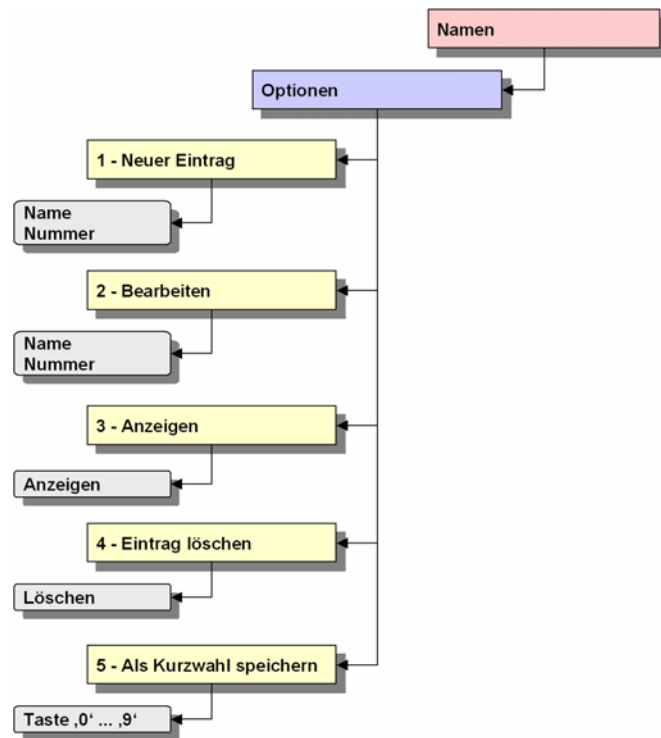 Namen
Optionen
1 - Neuer Eintrag
Name
Nummer
2 - Bearbeiten
Name
Nummer
3 - Anzeigen
Anzeigen
4 - Eintrag löschen
Löschen
5 - Als Kurzwahl speichern
Taste ‚0‘ ... ‚9‘